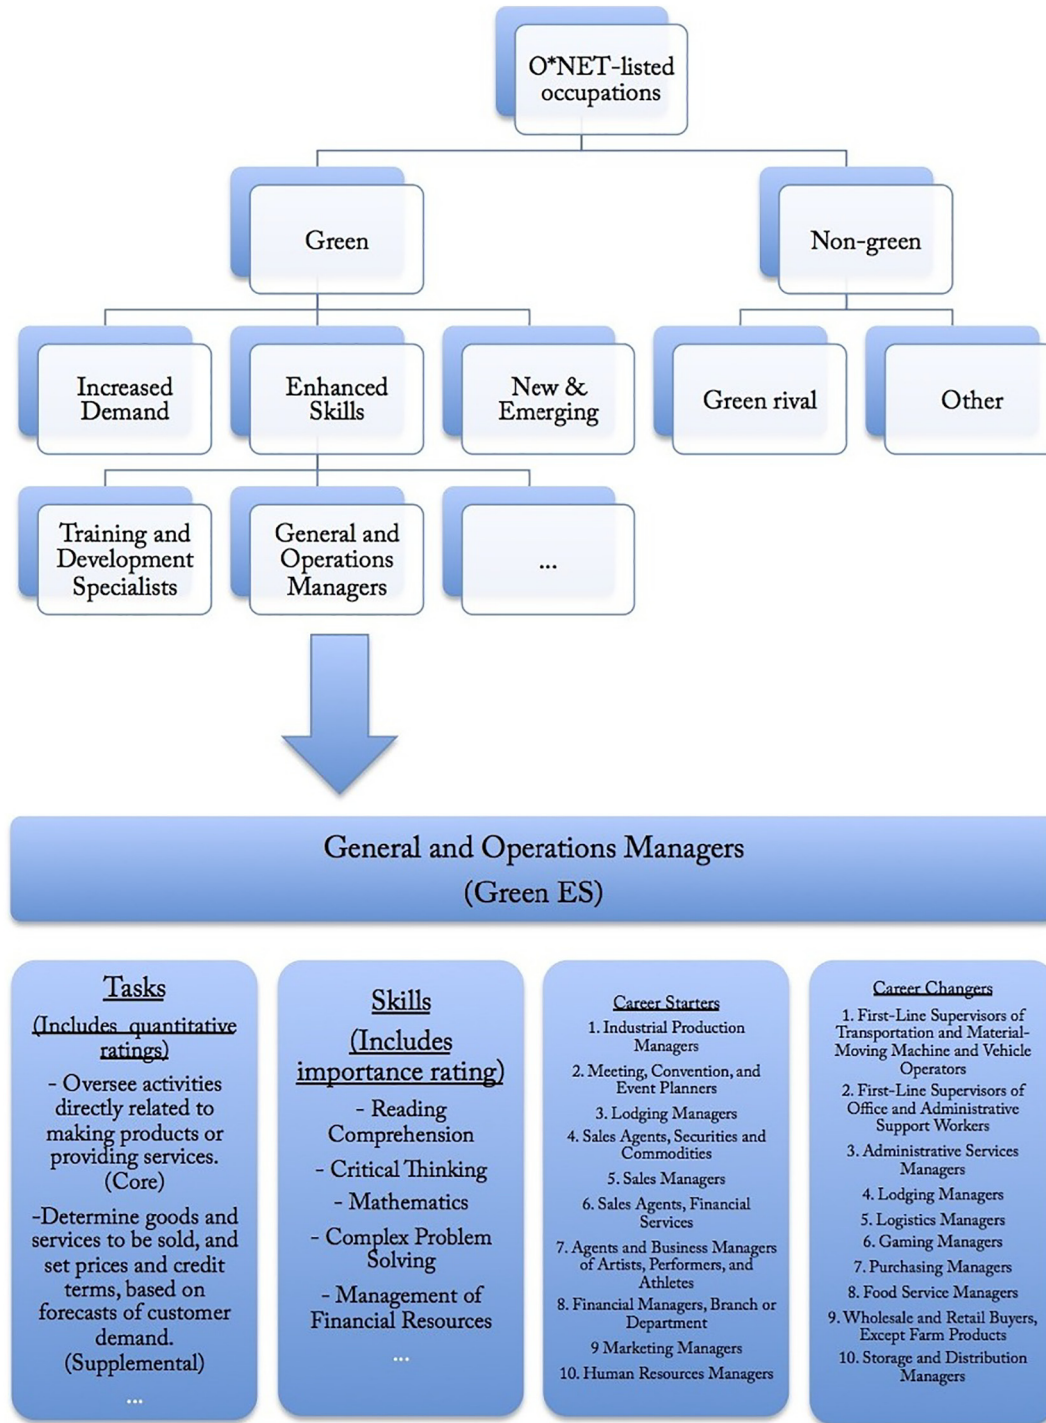 O*NET-listed
occupations
Green
Non-green
Increased
Demand
Enhanced
Skills
New &
Emerging
Green rival
Other
Training and
Development
Specialists
General and
Operations
Managers
...
General and Operations Managers
(Green ES)
Tasks
(Includes quantitative
ratings)
- Oversee activities
directly related to
making products or
providing services.
(Core)
-Determine goods and
services to be sold, and
set prices and credit
terms, based on
forecasts of customer
demand.
(Supplemental)
...
Skills
(Includes
importance rating)
- Reading
Comprehension
- Critical Thinking
- Mathematics
- Complex Problem
Solving
- Management of
Financial Resources
...
Career Starters
1. Industrial Production
Managers
2. Meeting, Convention, and
Event Planners
3. Lodging Managers
4. Sales Agents, Securities and
Commodities
5. Sales Managers
6. Sales Agents, Financial
Services
7. Agents and Business Managers
of Artists, Performers, and
Athletes
8. Financial Managers, Branch or
Department
9 Marketing Managers
10. Human Resources Managers
Career Changers
1. First-Line Supervisors of
Transportation and Material-
Moving Machine and Vehicle
Operators
2. First-Line Supervisors of
Office and Administrative
Support Workers
3. Administrative Services
Managers
4. Lodging Managers
5. Logistics Managers
6. Gaming Managers
7. Purchasing Managers
8. Food Service Managers
9. Wholesale and Retail Buyers,
Except Farm Products
10. Storage and Distribution
Managers